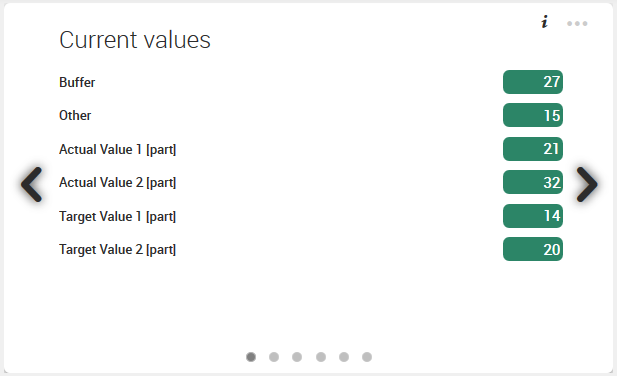 i
Current values
Buffer 27
Other 15
Actual Value 1 [part] 21
Actual Value 2 [part] 32
Target Value 1 [part] 14
Target Value 2 [part] 20